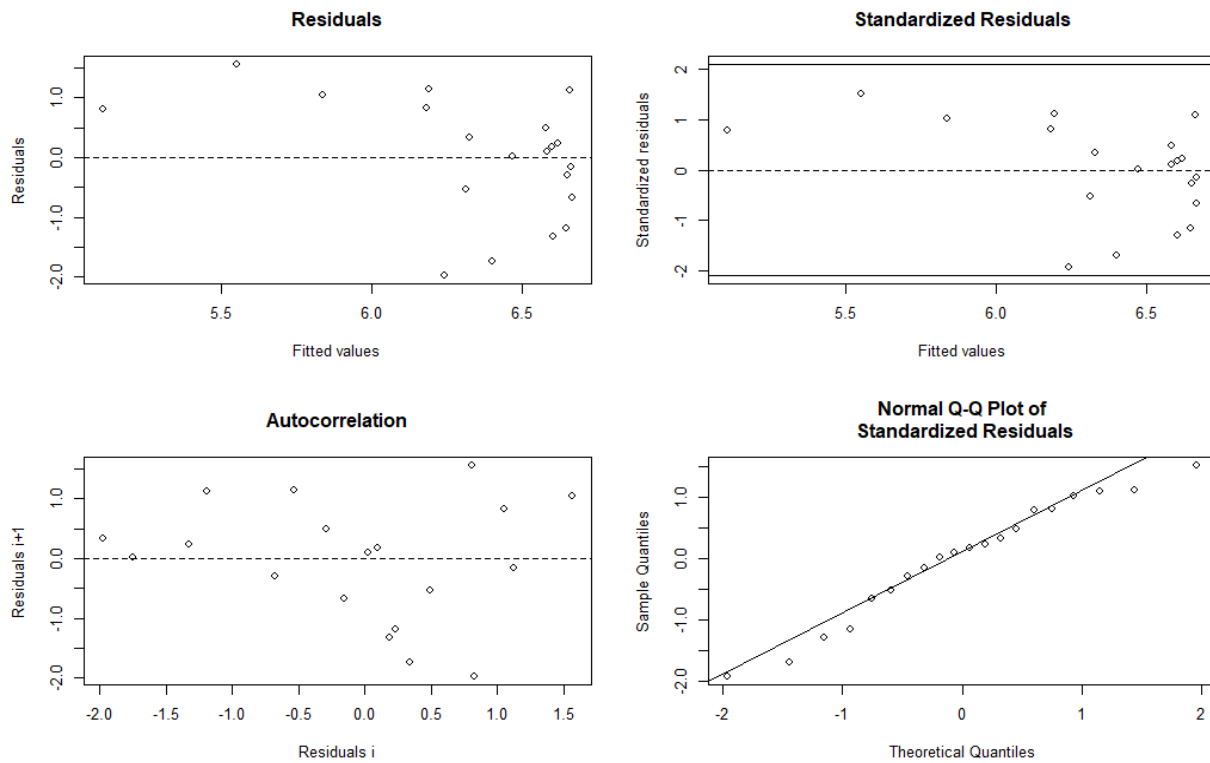 Residuals
Residuals
1.0
0.0
-1.0
-2.0
5.5 6.0 6.5
Fitted values
Standardized Residuals
Standardized residuals
2
1
0
-1
-2
5.5 6.0 6.5
Fitted values
Autocorrelation
Residuals i+1
1.0
0.0
-1.0
-2.0
-2.0 -1.5 -1.0 -0.5 0.0 0.5 1.0 1.5
Residuals i
Normal Q-Q Plot of
Standardized Residuals
Sample Quantiles
1.0
0.0
-1.0
-2.0
-2 -1 0 1 2
Theoretical Quantiles